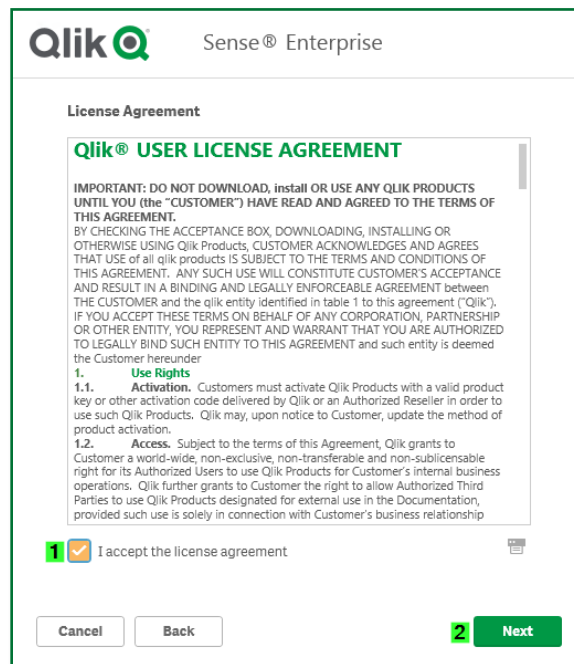 Qlik Sense® Enterprise
License Agreement
Qlik® USER LICENSE AGREEMENT
IMPORTANT: DO NOT DOWNLOAD, install OR USE ANY QLIK PRODUCTS
UNTIL YOU (the “CUSTOMER”) HAVE READ AND AGREED TO THE TERMS OF
THIS AGREEMENT.
BY CHECKING THE ACCEPTANCE BOX, DOWNLOADING, INSTALLING OR
OTHERWISE USING Qlik Products, CUSTOMER ACKNOWLEDGES AND AGREES
THAT USE of all qlik products IS SUBJECT TO THE TERMS AND CONDITIONS OF
THIS AGREEMENT.  ANY SUCH USE WILL CONSTITUTE CUSTOMER’S ACCEPTANCE
AND RESULT IN A BINDING AND LEGALLY ENFORCEABLE AGREEMENT between
THE CUSTOMER and the qlik entity identified in table 1 to this agreement (“Qlik”).
IF YOU ACCEPT THESE TERMS ON BEHALF OF ANY CORPORATION, PARTNERSHIP
OR OTHER ENTITY, YOU REPRESENT AND WARRANT THAT YOU ARE AUTHORIZED
TO LEGALLY BIND SUCH ENTITY TO THIS AGREEMENT and such entity is deemed
the Customer hereunder
1. Use Rights
1.1. Activation.  Customers must activate Qlik Products with a valid product
key or other activation code delivered by Qlik or an Authorized Reseller in order to
use such Qlik Products.  Qlik may, upon notice to Customer, update the method of
product activation.
1.2. Access.  Subject to the terms of this Agreement, Qlik grants to
Customer a world-wide, non-exclusive, non-transferable and non-sublicensable
right for its Authorized Users to use Qlik Products for Customer’s internal business
operations.  Qlik further grants to Customer the right to allow Authorized Third
Parties to use Qlik Products designated for external use in the Documentation,
provided such use is solely in connection with Customer’s business relationship
1 I accept the license agreement
Cancel Back 2 Next